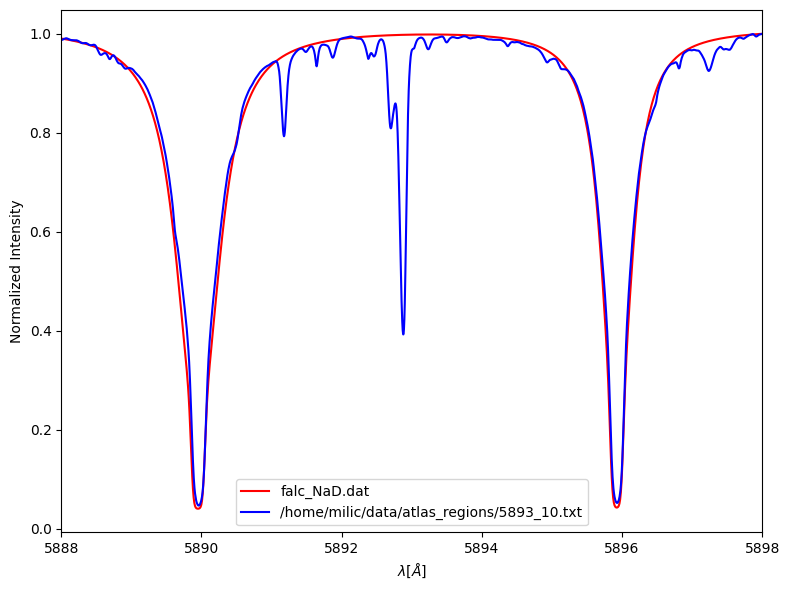 1.0
0.8
0.6
0.4
0.2
0.0
Normalized Intensity
falc_NaD.dat
/home/milic/data/atlas_regions/5893_10.txt
5888 5890 5892 5894 5896 5898
λ[Å]